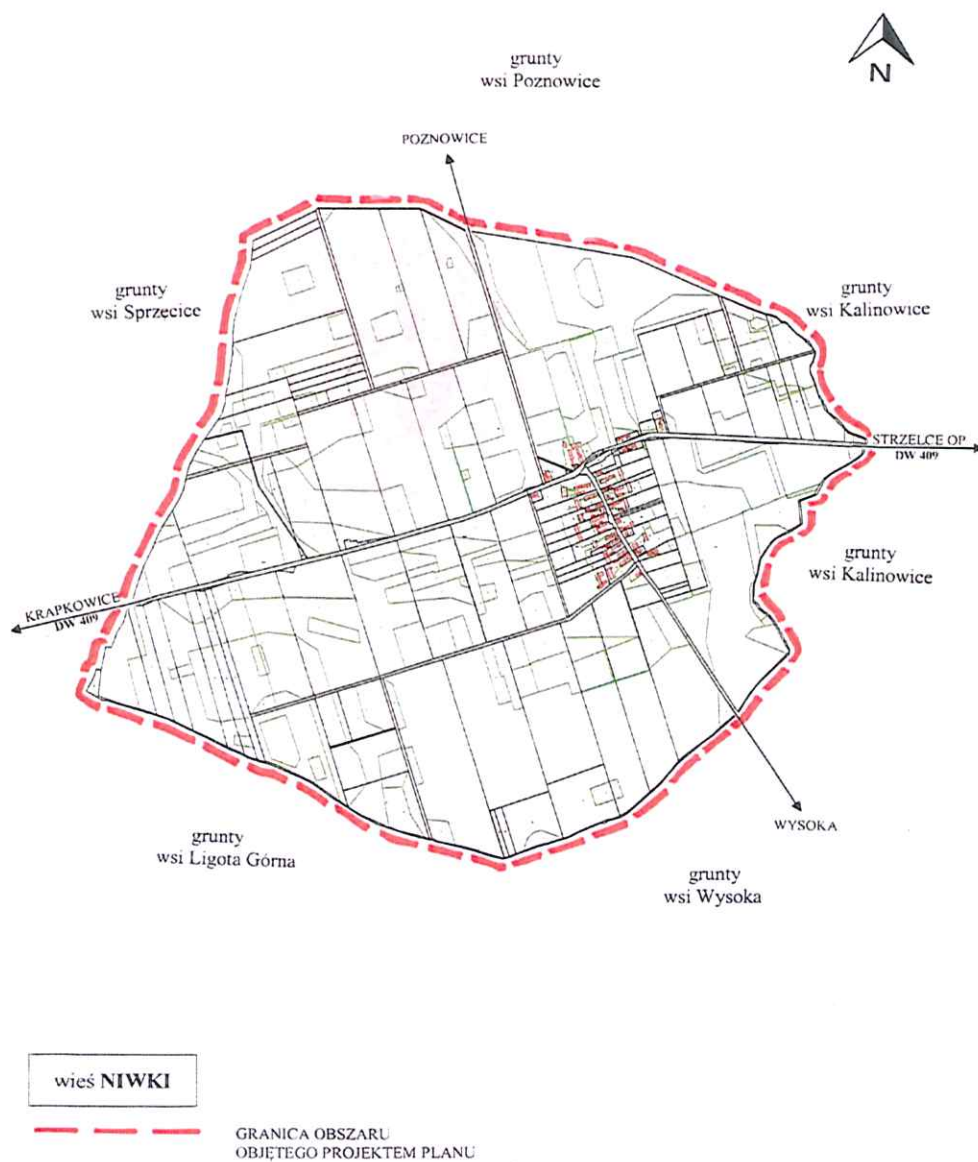 N
grunty
wsi Poznowice
POZNOWICE
grunty
wsi Sprzecice
grunty
wsi Kalinowice
STRZELCE OP
DW 409
grunty
wsi Kalinowice
KRAPKOWICE
DW 409
WYSOKA
grunty
wsi Ligota Górna
grunty
wsi Wysoka
wieś NIWKI
GRANICA OBSZARU
OBJĘTEGO PROJEKTEM PLANU